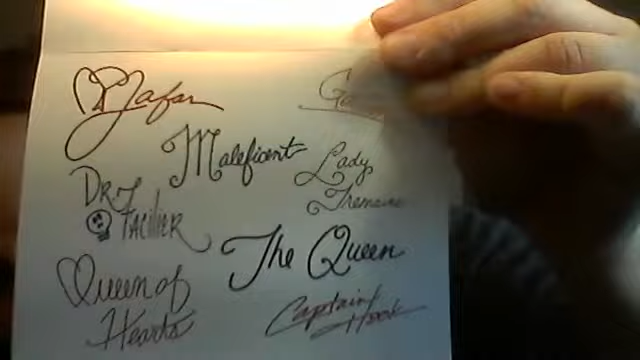 Jafar
Maleficent
Lady
Tremaine
Dr.
Facilier
The Queen
Queen of
Hearts
Captain
Hook